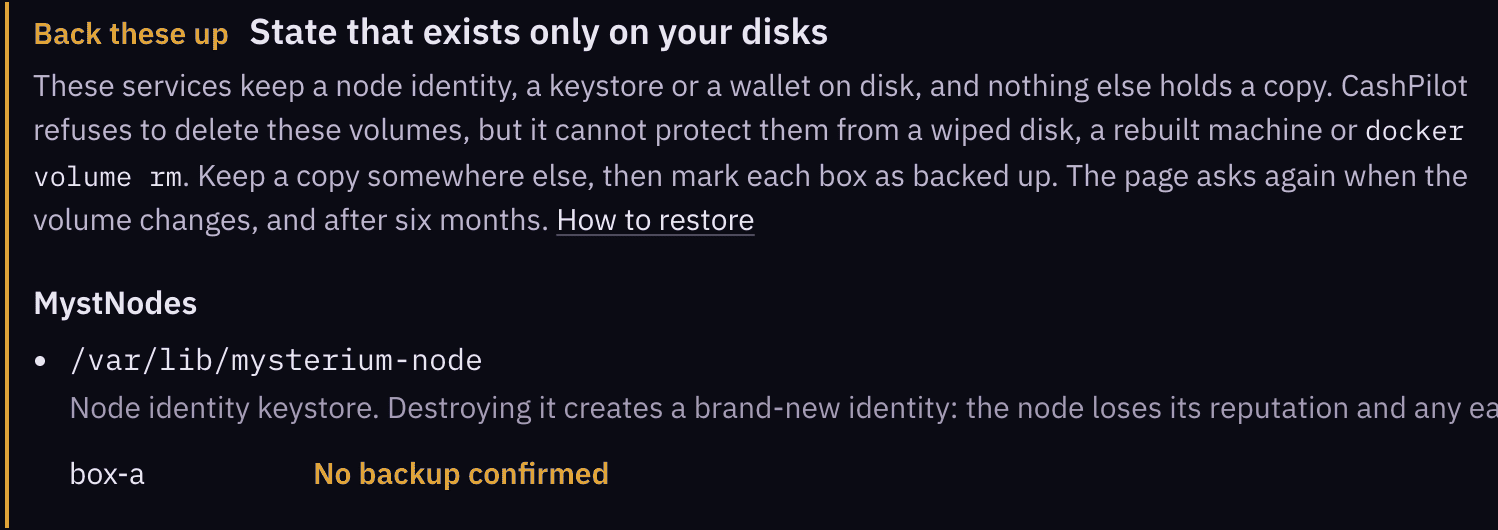 Back these up State that exists only on your disks
These services keep a node identity, a keystore or a wallet on disk, and nothing else holds a copy. CashPilot
refuses to delete these volumes, but it cannot protect them from a wiped disk, a rebuilt machine or docker
volume rm. Keep a copy somewhere else, then mark each box as backed up. The page asks again when the
volume changes, and after six months. How to restore
MystNodes
• /var/lib/mysterium-node
Node identity keystore. Destroying it creates a brand-new identity: the node loses its reputation and any ea
box-a No backup confirmed